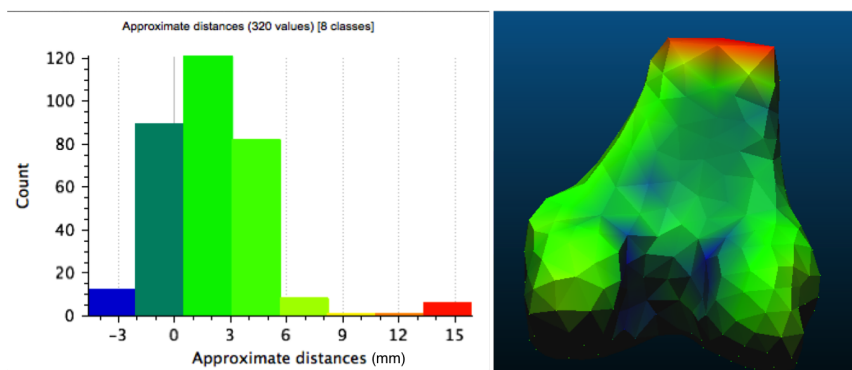 Approximate distances (320 values) [8 classes]
120
100
80
60
40
20
0
Count
-3 0 3 6 9 12 15
Approximate distances (mm)